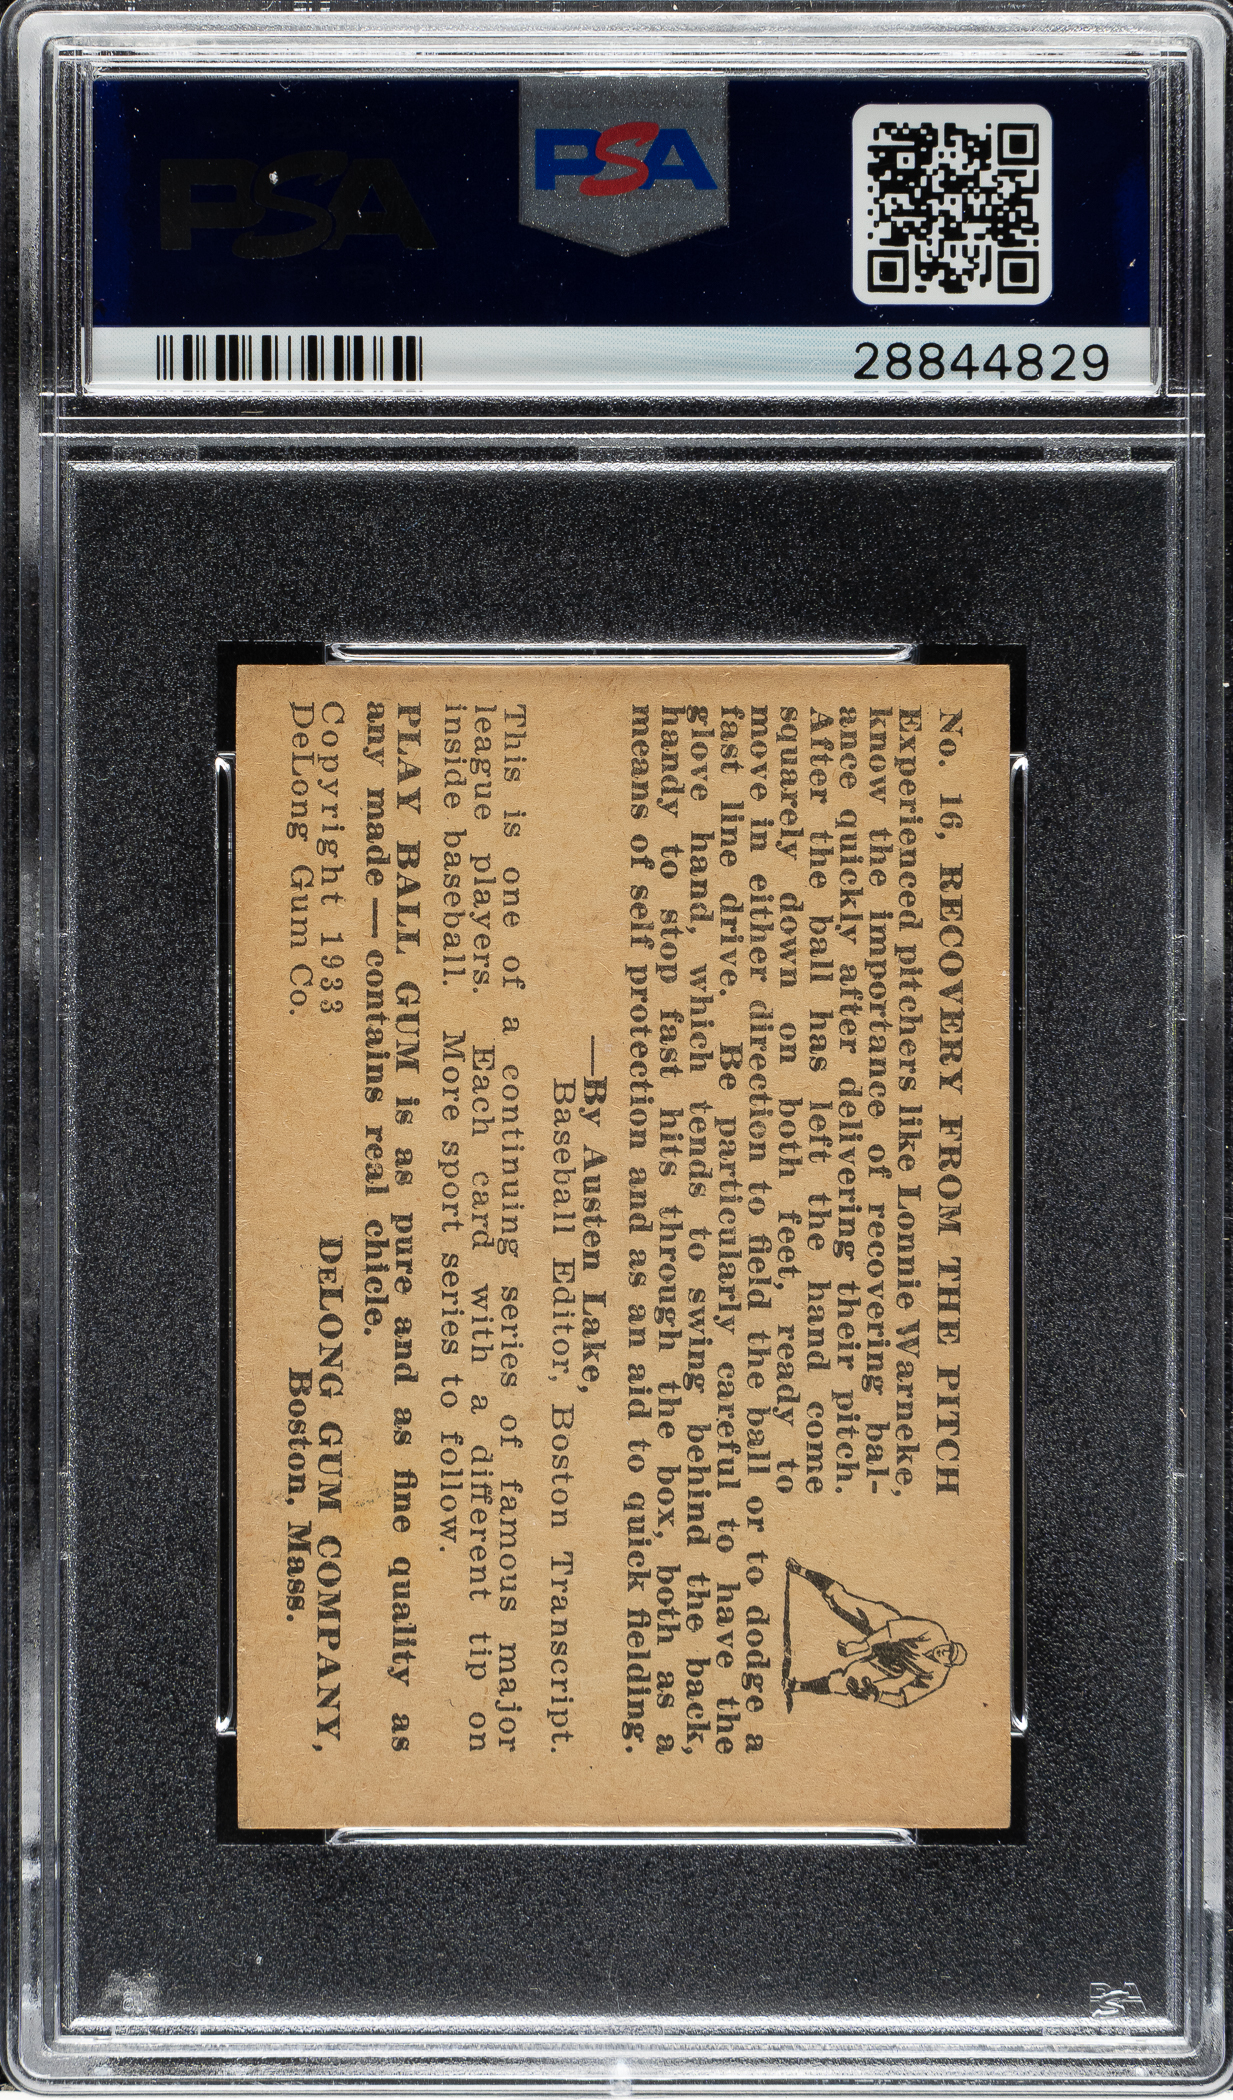 PSA
PSA
28844829
No. 16, RECOVERY FROM THE PITCH
Experienced pitchers like Lonnie Warneke,
know the importance of recovering bal-
ance quickly after delivering their pitch.
After the ball has left the hand come
squarely down on both feet, ready to
move in either direction to field the ball or to dodge a
fast line drive. Be particularly careful to have the
glove hand, which tends to swing behind the back,
handy to stop fast hits through the box, both as a
means of self protection and as an aid to quick fielding.
—By Austen Lake,
Baseball Editor, Boston Transcript.
This is one of a continuing series of famous major
league players. Each card with a different tip on
inside baseball. More sport series to follow.
PLAY BALL GUM is as pure and as fine quality as
any made — contains real chicle.
Copyright 1933
DeLong Gum Co.
DELONG GUM COMPANY,
Boston, Mass.
PSA